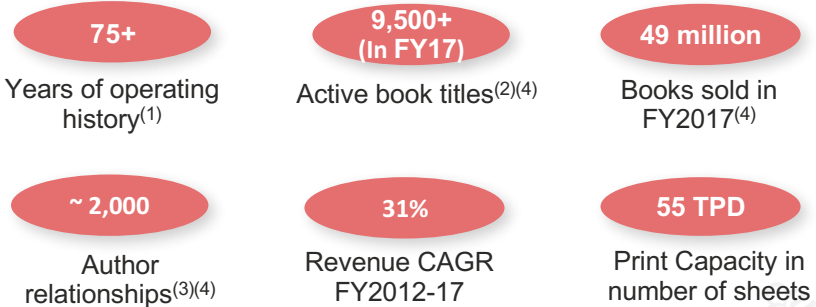 75+
Years of operating
history(1)
9,500+
(In FY17)
Active book titles(2)(4)
49 million
Books sold in
FY2017(4)
~ 2,000
Author
relationships(3)(4)
31%
Revenue CAGR
FY2012-17
55 TPD
Print Capacity in
number of sheets